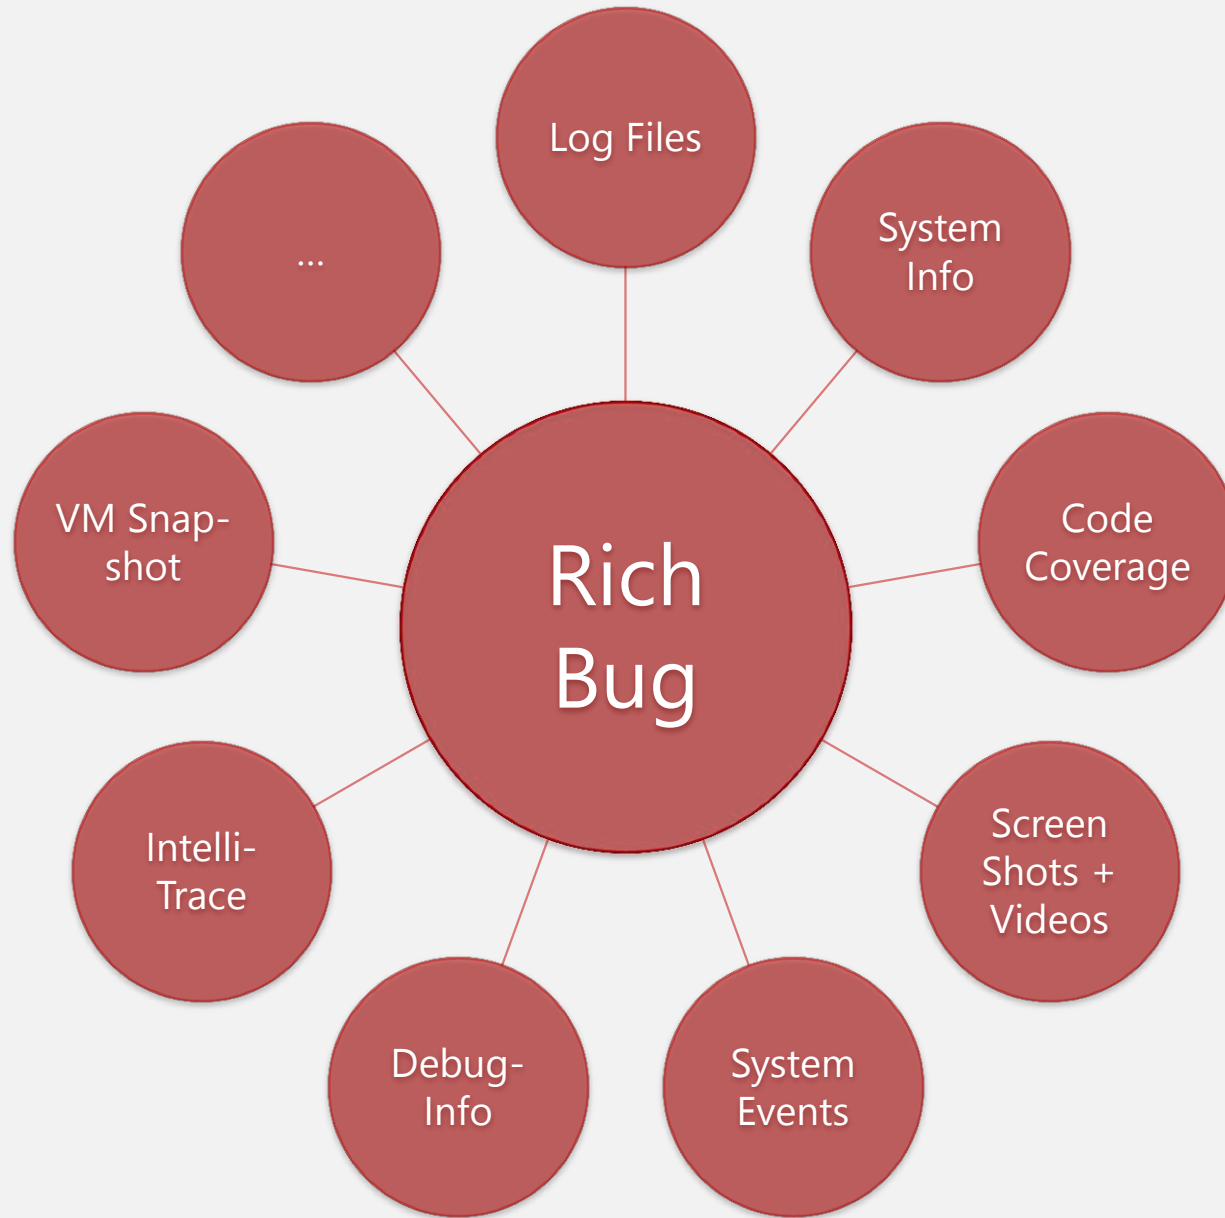 Log Files
System
Info
Code
Coverage
Screen
Shots +
Videos
System
Events
Debug-
Info
Intelli-
Trace
VM Snap-
shot
...
Rich
Bug